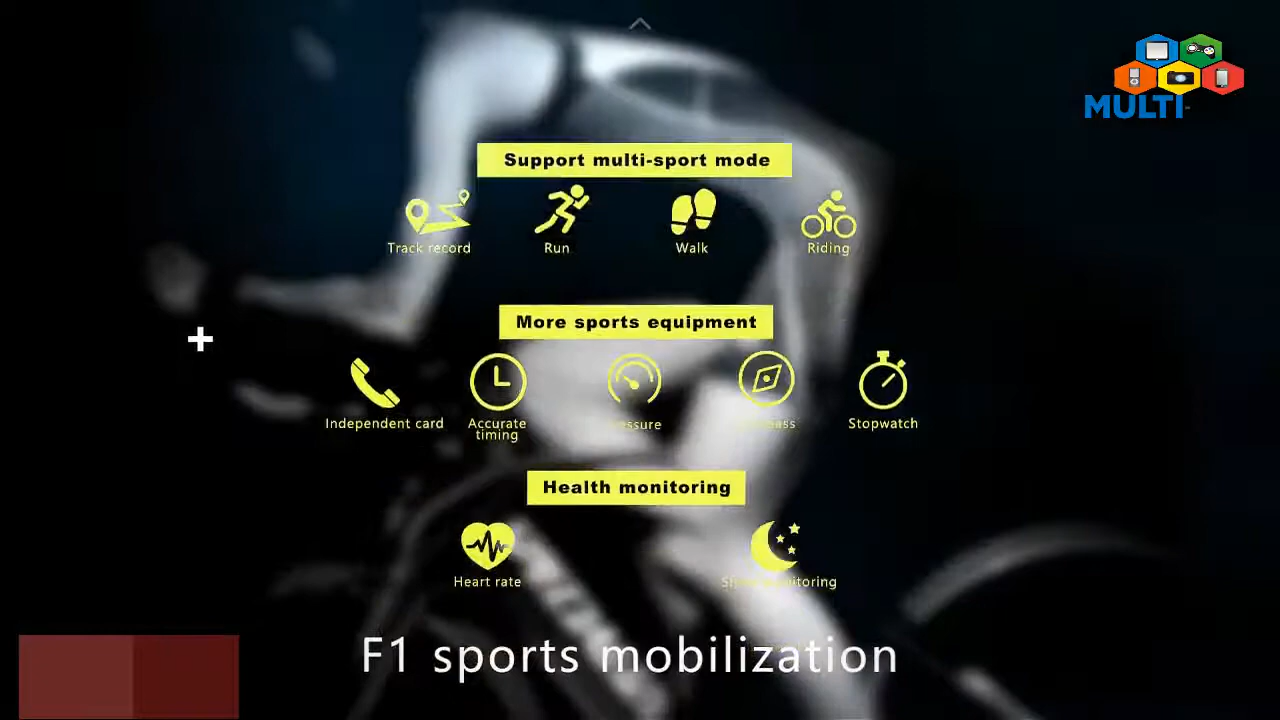 MULTI
Support multi-sport mode
Track record
Run
Walk
Riding
More sports equipment
Independent card
Accurate
timing
Stopwatch
Health monitoring
Heart rate
F1 sports mobilization